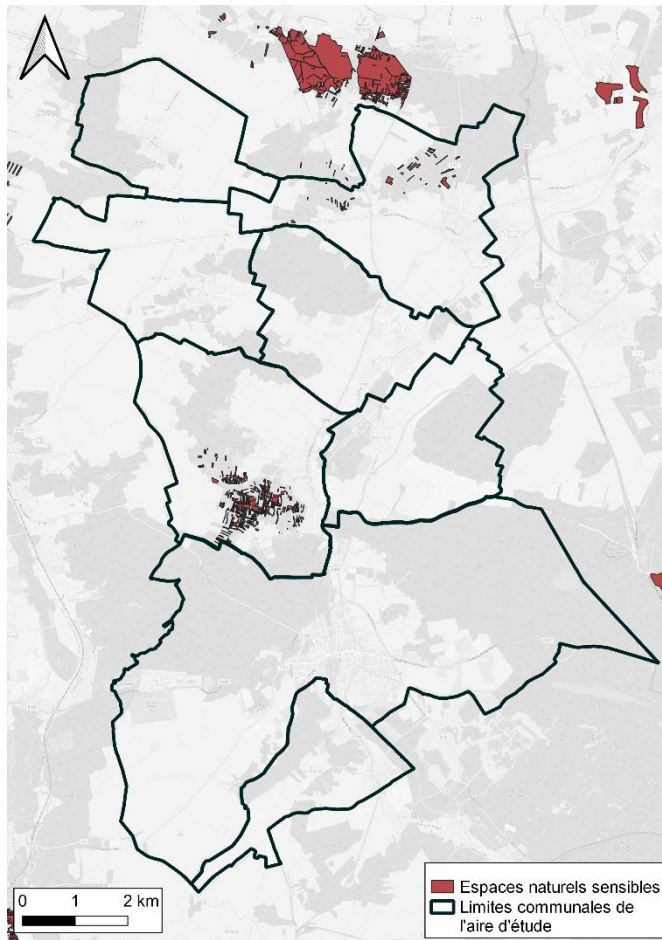 0 1 2 km
Espaces naturels sensibles
Limites communales de
l'aire d'étude